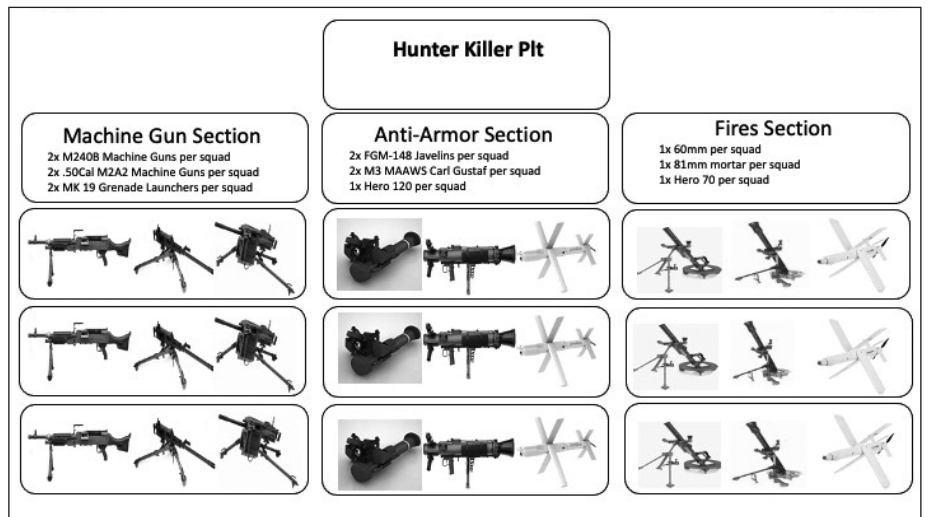 Hunter Killer Plt
Machine Gun Section
2x M240B Machine Guns per squad
2x .50Cal M2A2 Machine Guns per squad
2x MK 19 Grenade Launchers per squad
Anti-Armor Section
2x FGM-148 Javelins per squad
2x M3 MAAWS Carl Gustaf per squad
1x Hero 120 per squad
Fires Section
1x 60mm per squad
1x 81mm mortar per squad
1x Hero 70 per squad